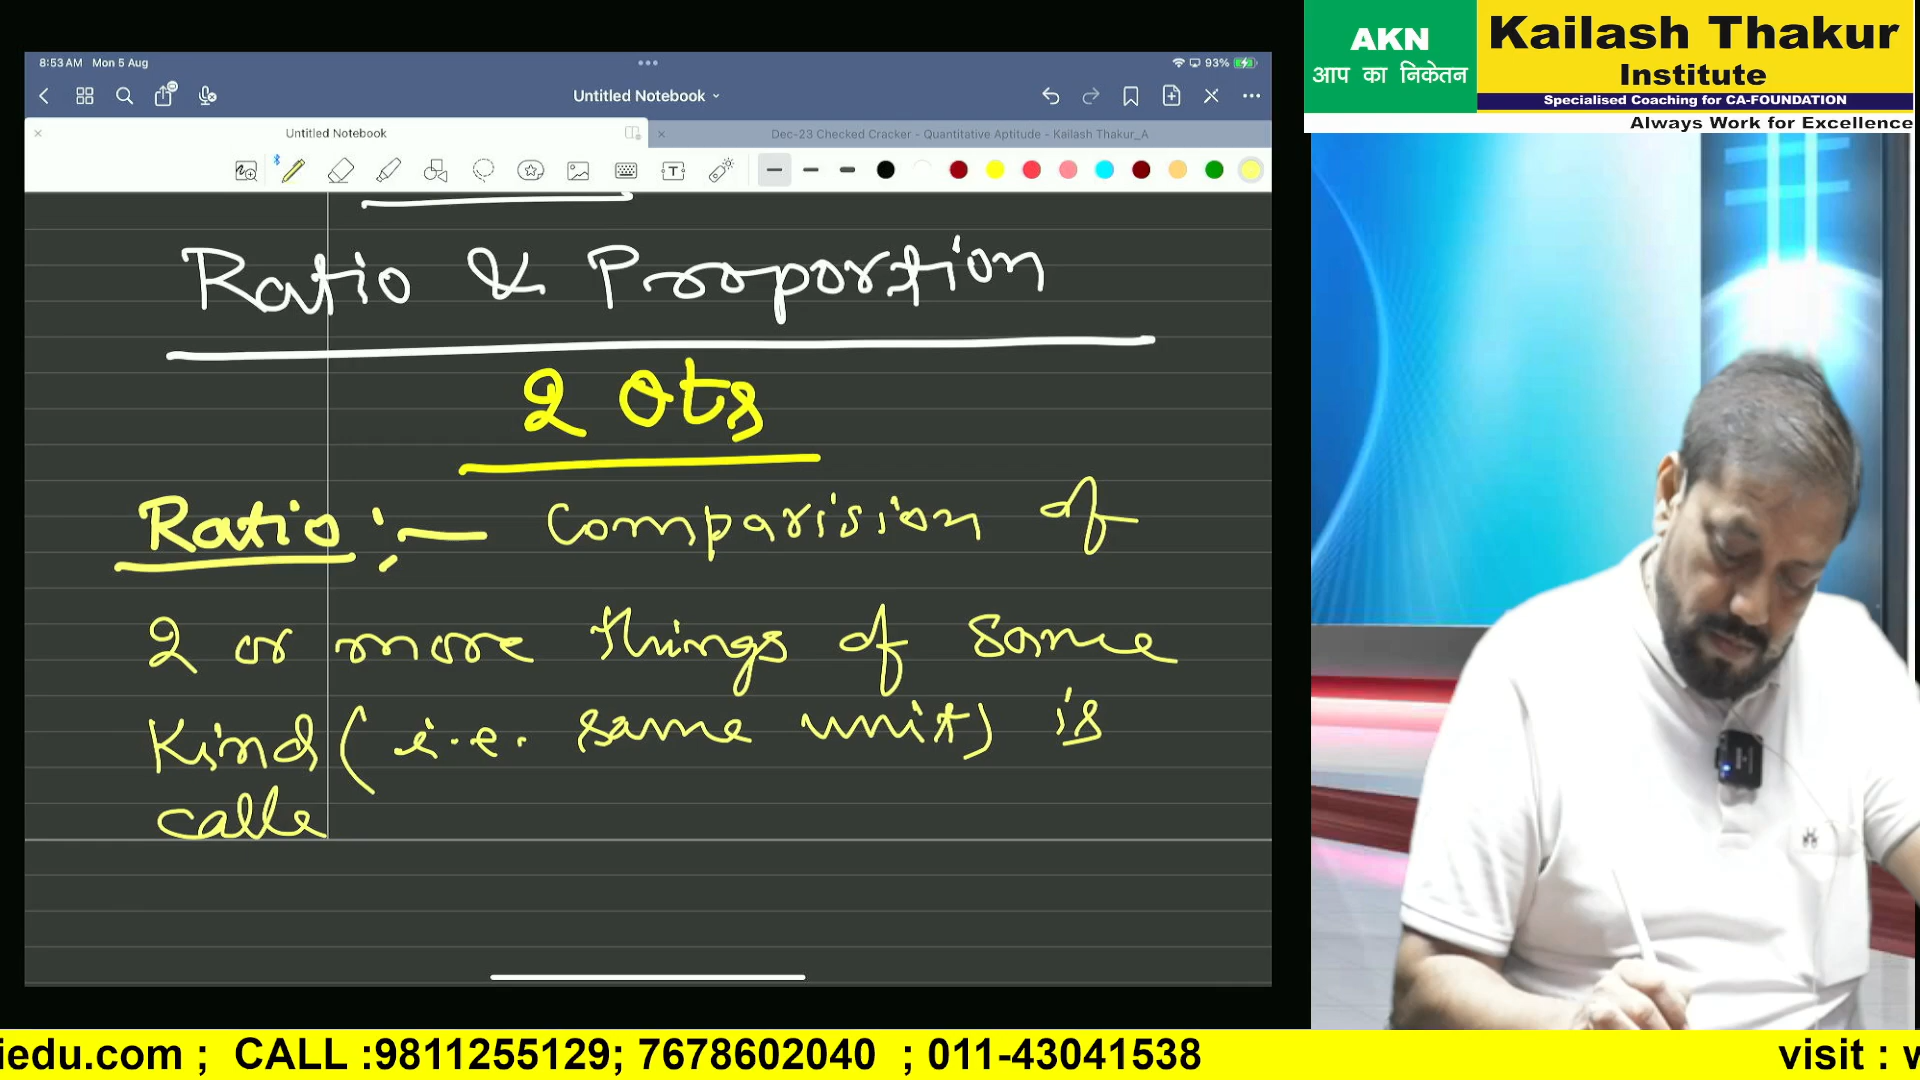 8:53 AM Mon 5 Aug
93%
Untitled Notebook
Untitled Notebook
Dec-23 Checked Cracker - Quantitative Aptitude - Kailash Thakur_A
T
Ratio & Proportion
2 Qts
Ratio :— Comparision of
2 or more things of same
Kind (i.e. same unit) is
calle
AKN
आप का निकेतन
Kailash Thakur
Institute
Specialised Coaching for CA-FOUNDATION
Always Work for Excellence
iedu.com ; CALL :9811255129; 7678602040 ; 011-43041538
visit : w